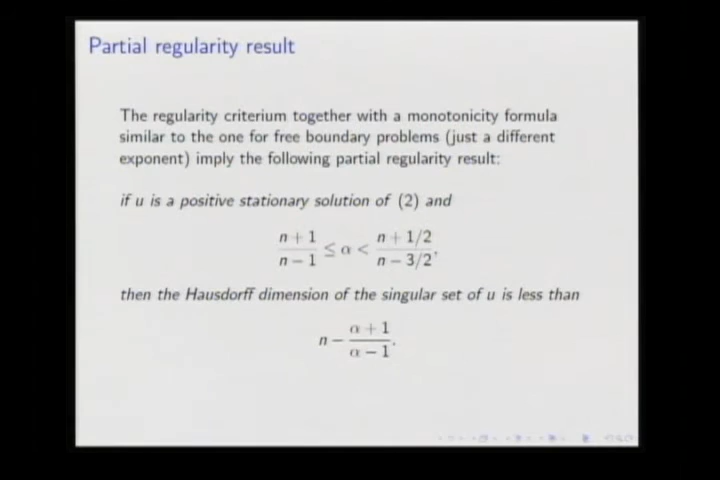 Partial regularity result
The regularity criterium together with a monotonicity formula
similar to the one for free boundary problems (just a different
exponent) imply the following partial regularity result:
if u is a positive stationary solution of (2) and
n + 1 / n − 1 ≤ α < n + 1/2 / n − 3/2 ,
then the Hausdorff dimension of the singular set of u is less than
n − α + 1 / α − 1 .